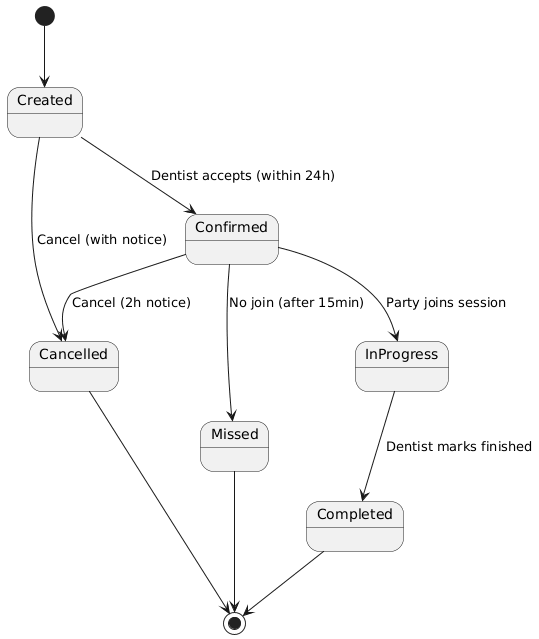 Created
Dentist accepts (within 24h)
Confirmed
Cancel (with notice)
Cancel (2h notice)
No join (after 15min)
Party joins session
Cancelled
InProgress
Missed
Dentist marks finished
Completed